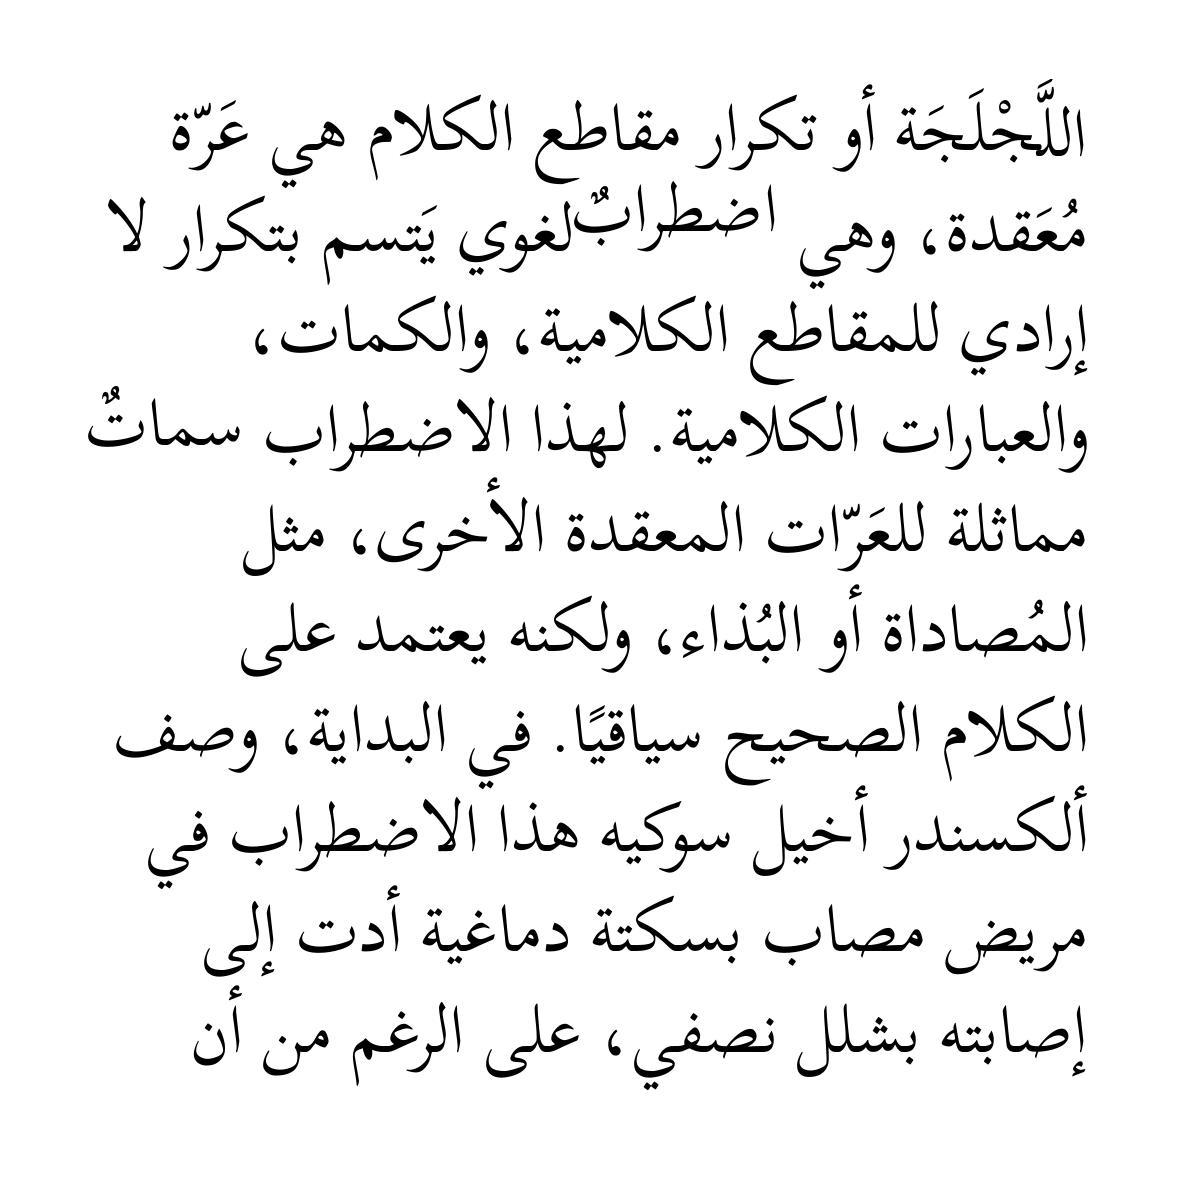 اللَّجْلَجَة أو تكرار مقاطع الكلام هي عَرّة
مُعَقدة، وهي اضطرابٌ لغوي يَتسم بتكرار لا
إرادي للمقاطع الكلامية، والكمات،
والعبارات الكلامية. لهذا الاضطراب سماتٌ
مماثلة للعَرّات المعقدة الأخرى، مثل
المُصاداة أو البُذاء، ولكنه يعتمد على
الكلام الصحيح سياقيًا. في البداية، وصف
ألكسندر أخيل سوكيه هذا الاضطراب في
مريض مصاب بسكتة دماغية أدت إلى
إصابته بشلل نصفي، على الرغم من أن